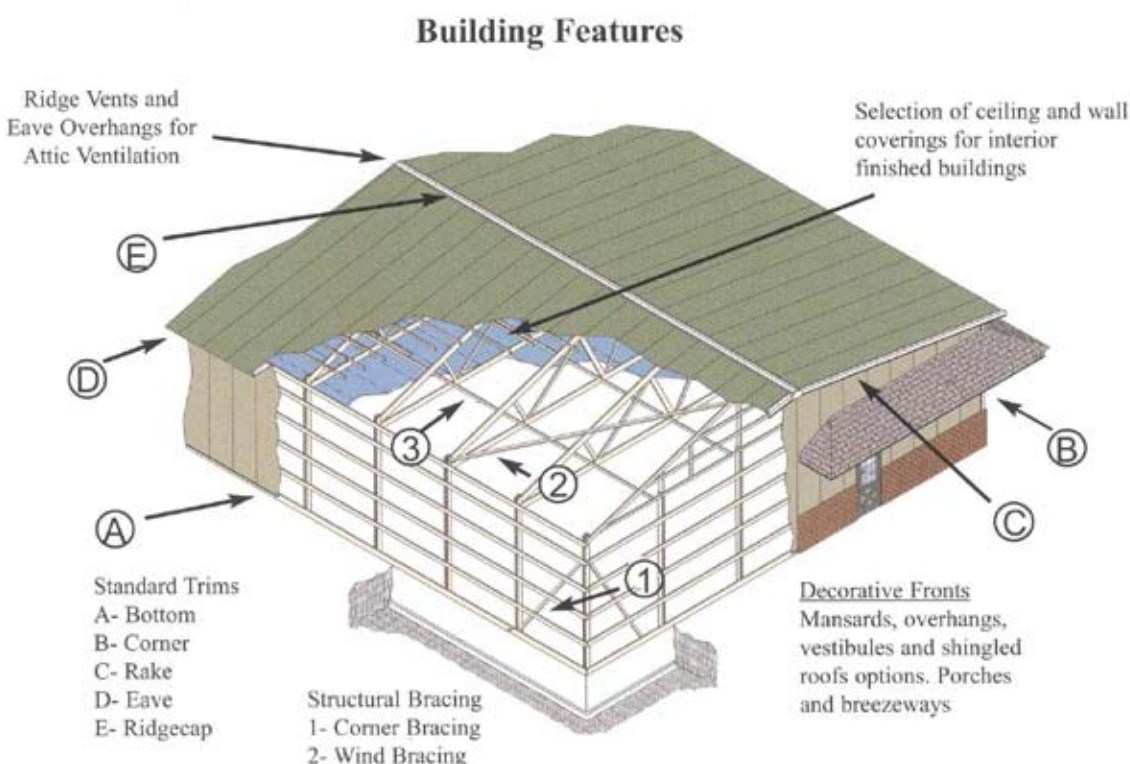 Building Features
Ridge Vents and
Eave Overhangs for
Attic Ventilation
Selection of ceiling and wall
coverings for interior
finished buildings
E
D
3
2
B
A
C
1
Standard Trims
A- Bottom
B- Corner
C- Rake
D- Eave
E- Ridgecap
Structural Bracing
1- Corner Bracing
2- Wind Bracing
Decorative Fronts
Mansards, overhangs,
vestibules and shingled
roofs options. Porches
and breezeways